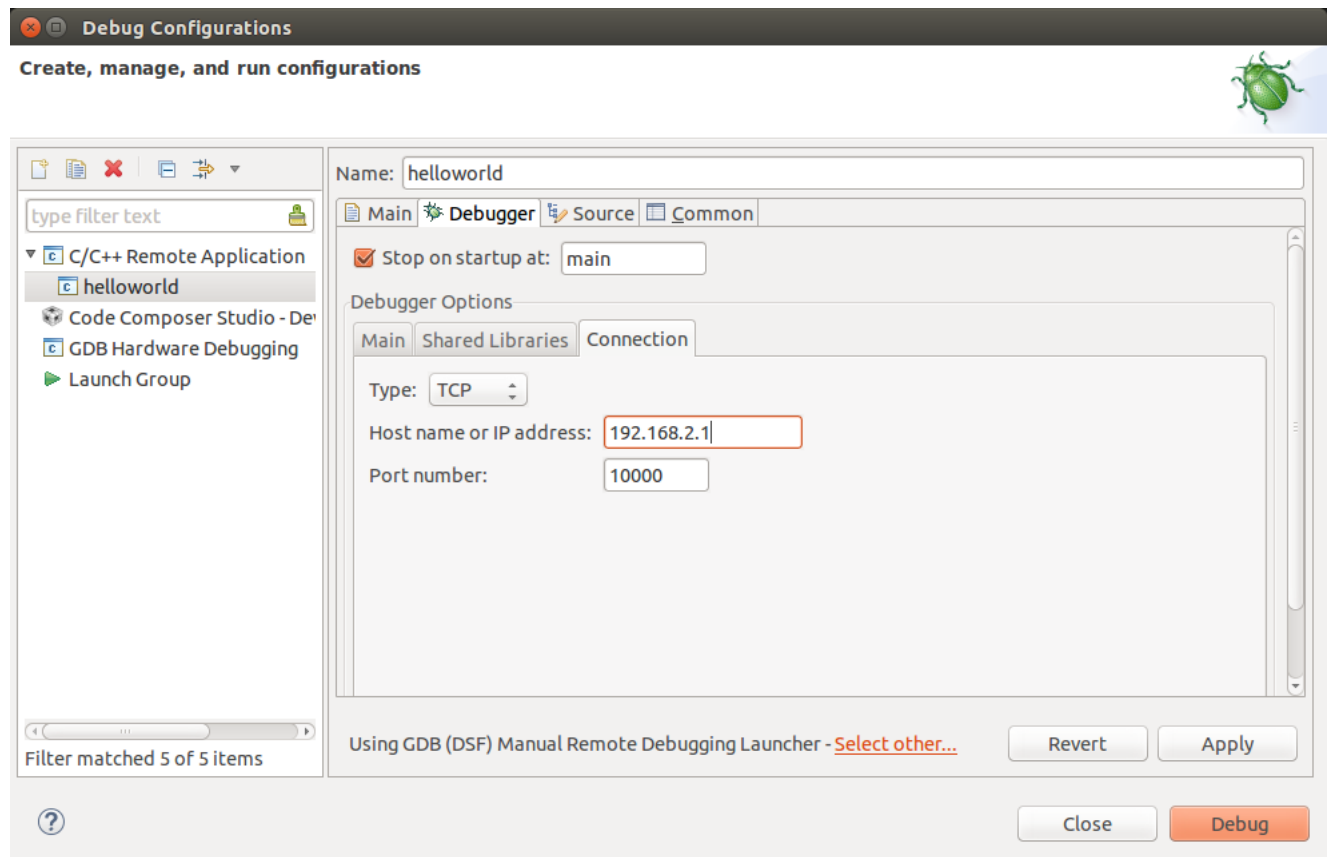 Debug Configurations
Create, manage, and run configurations
type filter text
C/C++ Remote Application
helloworld
Code Composer Studio - De
GDB Hardware Debugging
Launch Group
Filter matched 5 of 5 items
Name: helloworld
Main Debugger Source Common
Stop on startup at: main
Debugger Options
Main Shared Libraries Connection
Type: TCP
Host name or IP address: 192.168.2.1
Port number: 10000
Using GDB (DSF) Manual Remote Debugging Launcher - Select other...
Revert Apply
? Close Debug